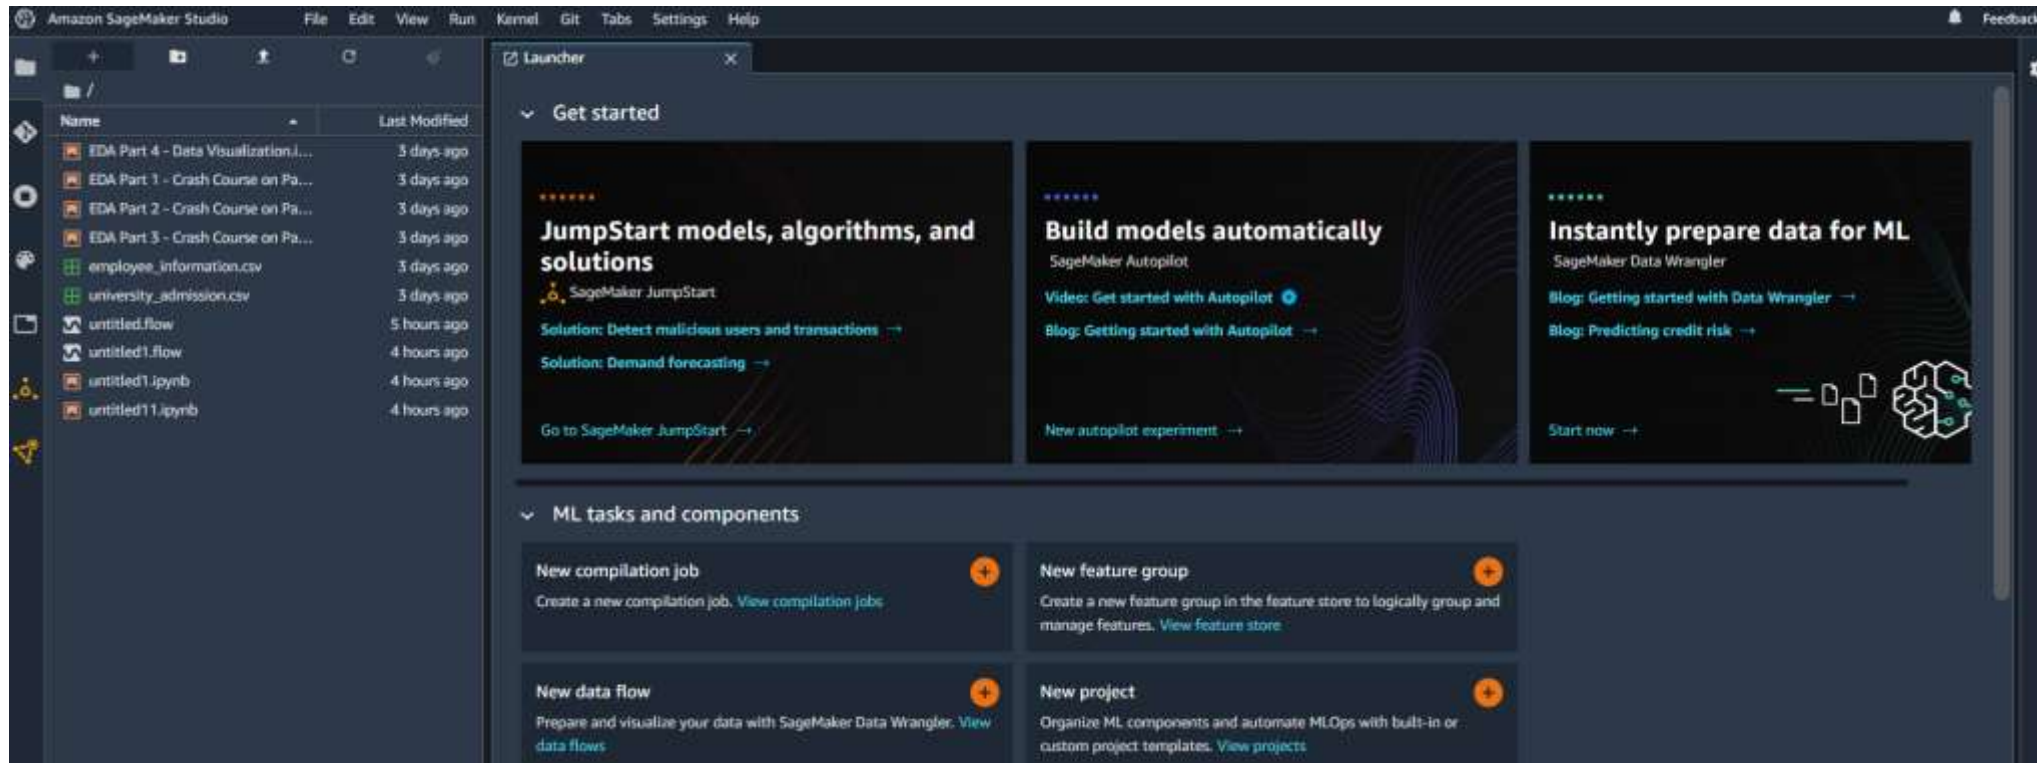 Amazon SageMaker Studio File Edit View Run Kernel Git Tabs Settings Help Feedback
Launcher
/
Name Last Modified
EDA Part 4 - Data Visualization.i... 3 days ago
EDA Part 1 - Crash Course on Pa... 3 days ago
EDA Part 2 - Crash Course on Pa... 3 days ago
EDA Part 3 - Crash Course on Pa... 3 days ago
employee_information.csv 3 days ago
university_admission.csv 3 days ago
untitled.flow 5 hours ago
untitled1.flow 4 hours ago
untitled1.ipynb 4 hours ago
untitled11.ipynb 4 hours ago
Get started
JumpStart models, algorithms, and
solutions
SageMaker JumpStart
Solution: Detect malicious users and transactions →
Solution: Demand forecasting →
Go to SageMaker JumpStart →
Build models automatically
SageMaker Autopilot
Video: Get started with Autopilot
Blog: Getting started with Autopilot →
New autopilot experiment →
Instantly prepare data for ML
SageMaker Data Wrangler
Blog: Getting started with Data Wrangler →
Blog: Predicting credit risk →
Start now →
ML tasks and components
New compilation job
Create a new compilation job. View compilation jobs
New feature group
Create a new feature group in the feature store to logically group and
manage features. View feature store
New data flow
Prepare and visualize your data with SageMaker Data Wrangler. View
data flows
New project
Organize ML components and automate MLOps with built-in or
custom project templates. View projects